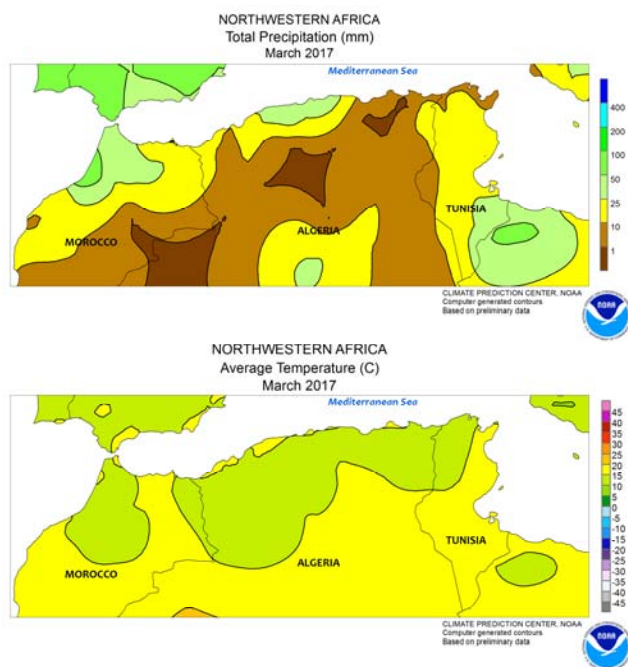 NORTHWESTERN AFRICA
Total Precipitation (mm)
March 2017
Mediterranean Sea
400
200
100
50
25
10
1
MOROCCO
ALGERIA
TUNISIA
CLIMATE PREDICTION CENTER, NOAA
Computer generated contours
Based on preliminary data
NOAA
NORTHWESTERN AFRICA
Average Temperature (C)
March 2017
Mediterranean Sea
45
40
35
30
25
20
15
10
5
0
-5
-10
-15
-20
-25
-30
-35
-40
-45
MOROCCO
ALGERIA
TUNISIA
CLIMATE PREDICTION CENTER, NOAA
Computer generated contours
Based on preliminary data
NOAA